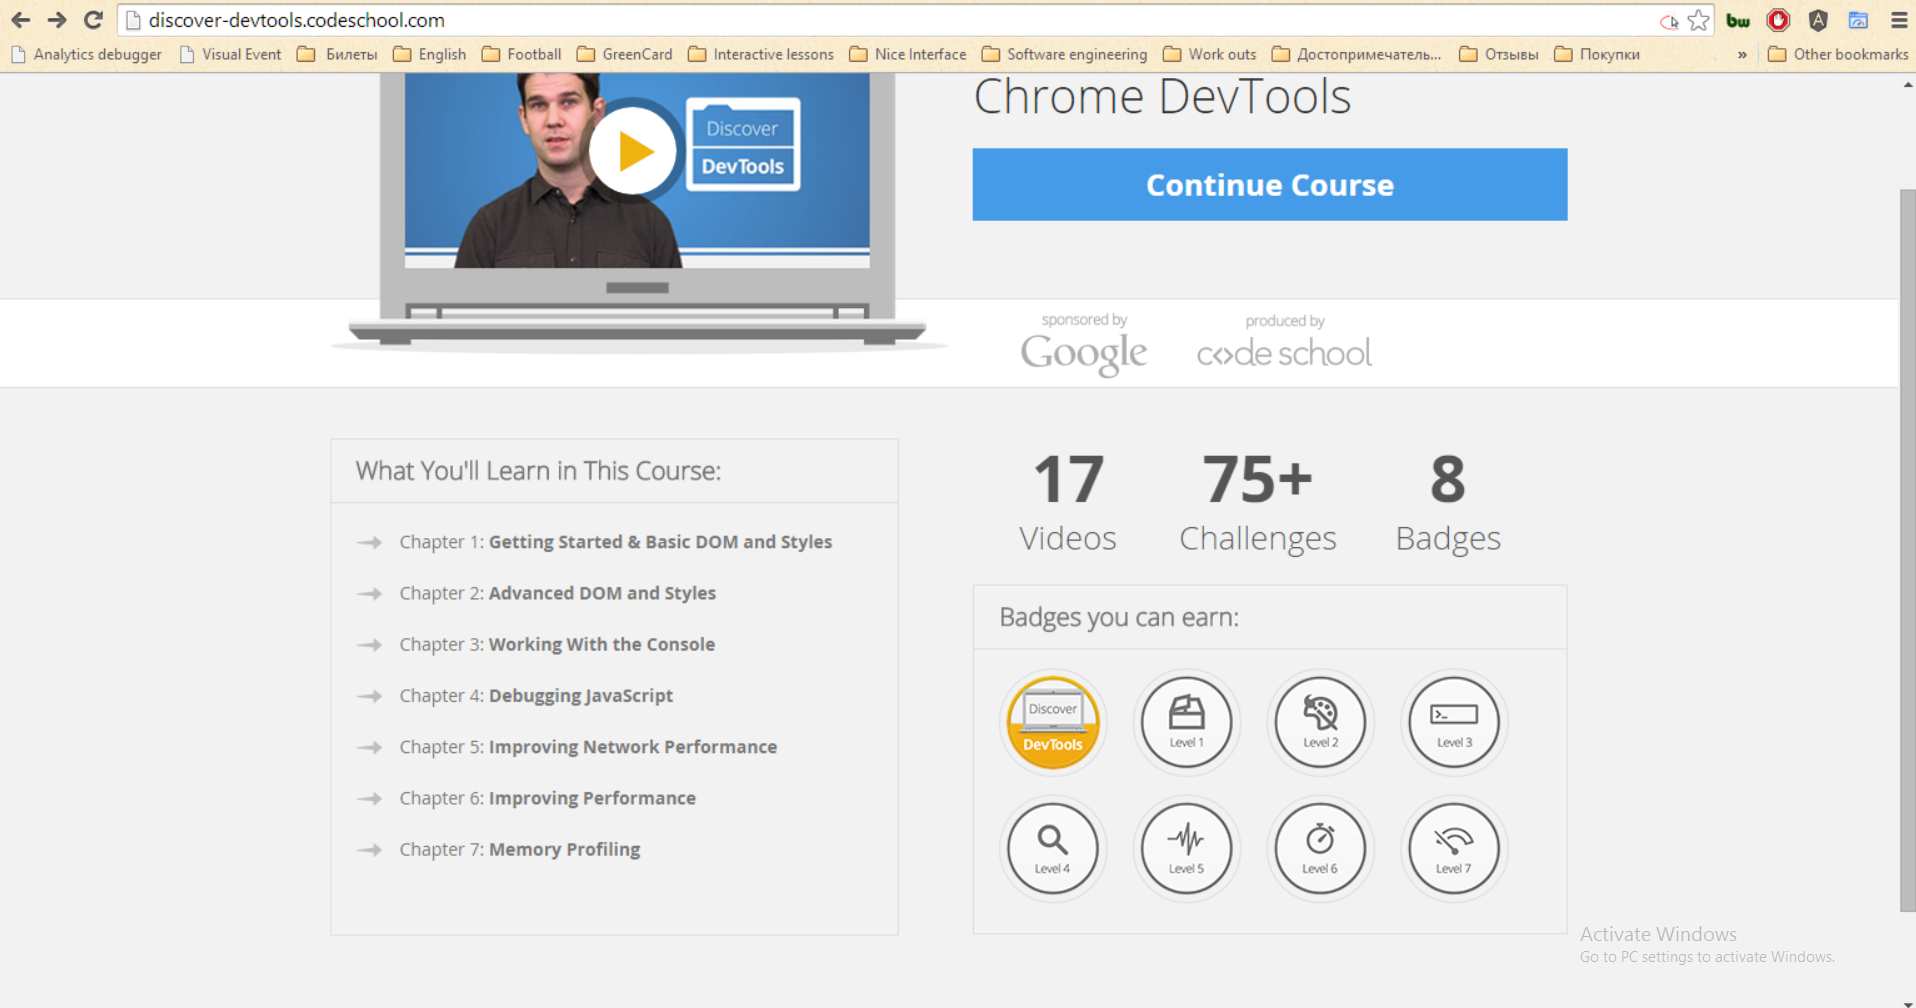 discover-devtools.codeschool.com
bw
A
Analytics debugger Visual Event Билеты English Football GreenCard Interactive lessons Nice Interface Software engineering Work outs Достопримечатель... Отзывы Покупки » Other bookmarks
Discover
DevTools
Chrome DevTools
Continue Course
sponsored by
Google
produced by
c<>de school
What You'll Learn in This Course:
Chapter 1: Getting Started & Basic DOM and Styles
Chapter 2: Advanced DOM and Styles
Chapter 3: Working With the Console
Chapter 4: Debugging JavaScript
Chapter 5: Improving Network Performance
Chapter 6: Improving Performance
Chapter 7: Memory Profiling
17 75+ 8
Videos Challenges Badges
Badges you can earn:
Discover
DevTools
Level 1
Level 2
Level 3
Level 4
Level 5
Level 6
Level 7
Activate Windows
Go to PC settings to activate Windows.